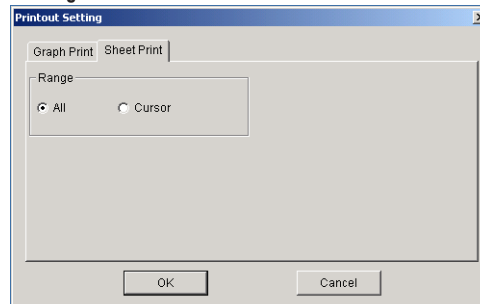 Printout Setting
Graph Print Sheet Print
Range
All Cursor
OK Cancel